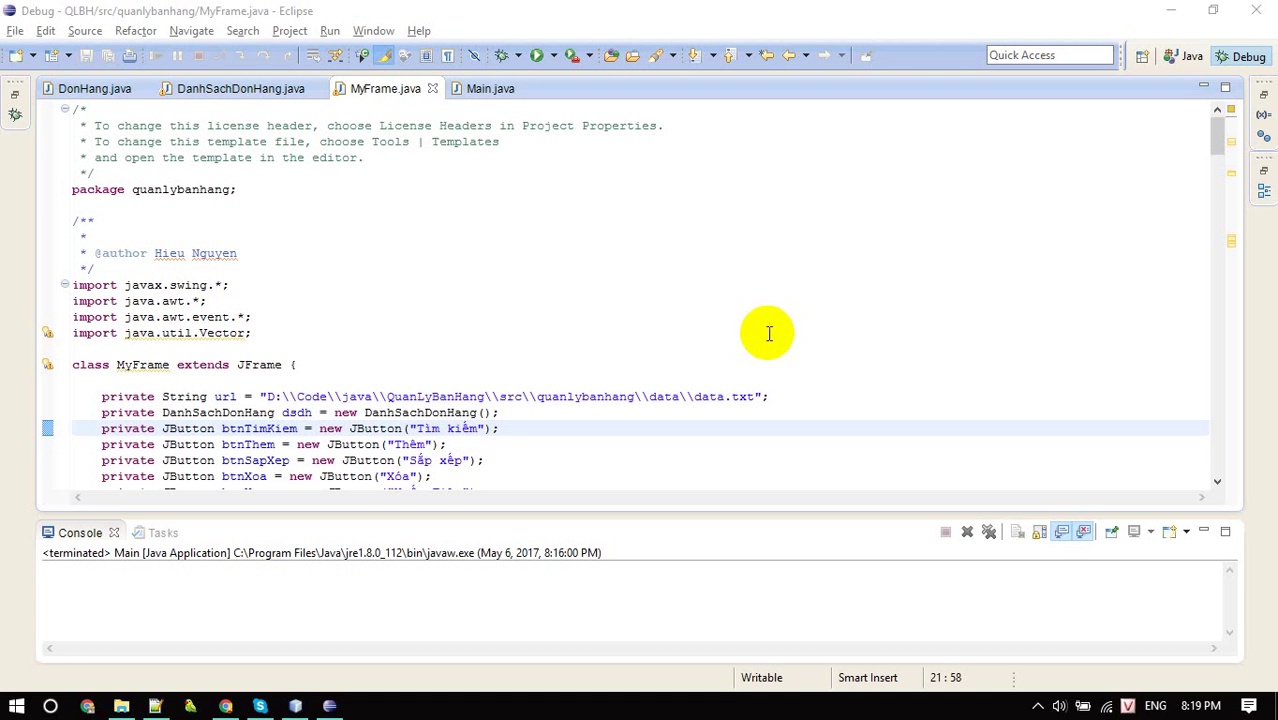 Debug - QLBH/src/quanlybanhang/MyFrame.java - Eclipse
File Edit Source Refactor Navigate Search Project Run Window Help
Quick Access
Java
Debug
DonHang.java
DanhSachDonHang.java
MyFrame.java
Main.java
/*
* To change this license header, choose License Headers in Project Properties.
* To change this template file, choose Tools | Templates
* and open the template in the editor.
*/
package quanlybanhang;
/**
*
* @author Hieu Nguyen
*/
import javax.swing.*;
import java.awt.*;
import java.awt.event.*;
import java.util.Vector;
class MyFrame extends JFrame {
private String url = "D:\\Code\\java\\QuanLyBanHang\\src\\quanlybanhang\\data\\data.txt";
private DanhSachDonHang dsdh = new DanhSachDonHang();
private JButton btnTimKiem = new JButton("Tìm kiếm");
private JButton btnThem = new JButton("Thêm");
private JButton btnSapXep = new JButton("Sắp xếp");
private JButton btnXoa = new JButton("Xóa");
Console
Tasks
<terminated> Main [Java Application] C:\Program Files\Java\jre1.8.0_112\bin\javaw.exe (May 6, 2017, 8:16:00 PM)
Writable
Smart Insert
21 : 58
ENG
8:19 PM